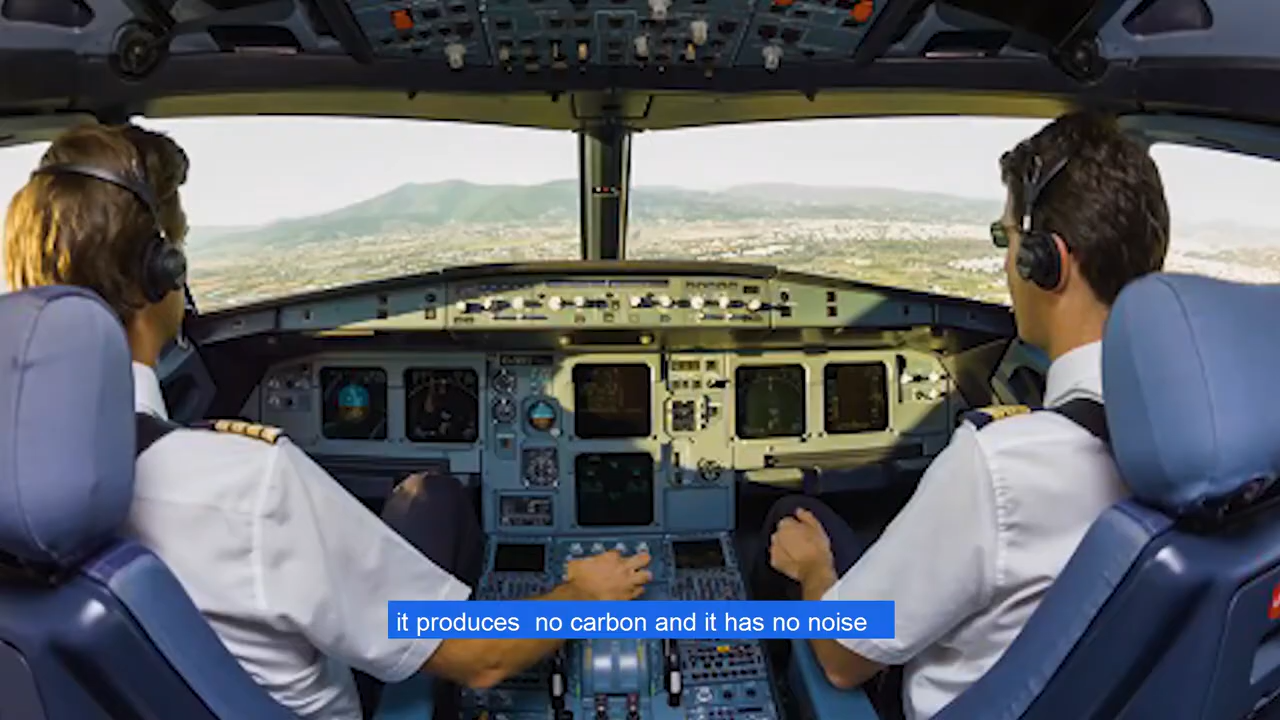 it produces  no carbon and it has no noise